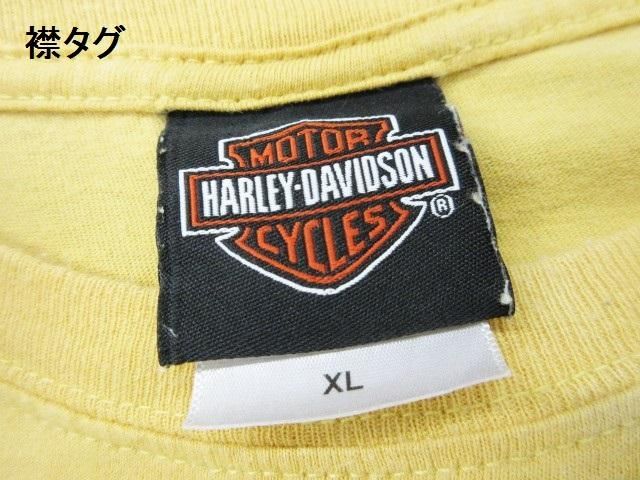 襟タグ
MOTOR
HARLEY-DAVIDSON
®
CYCLES
XL